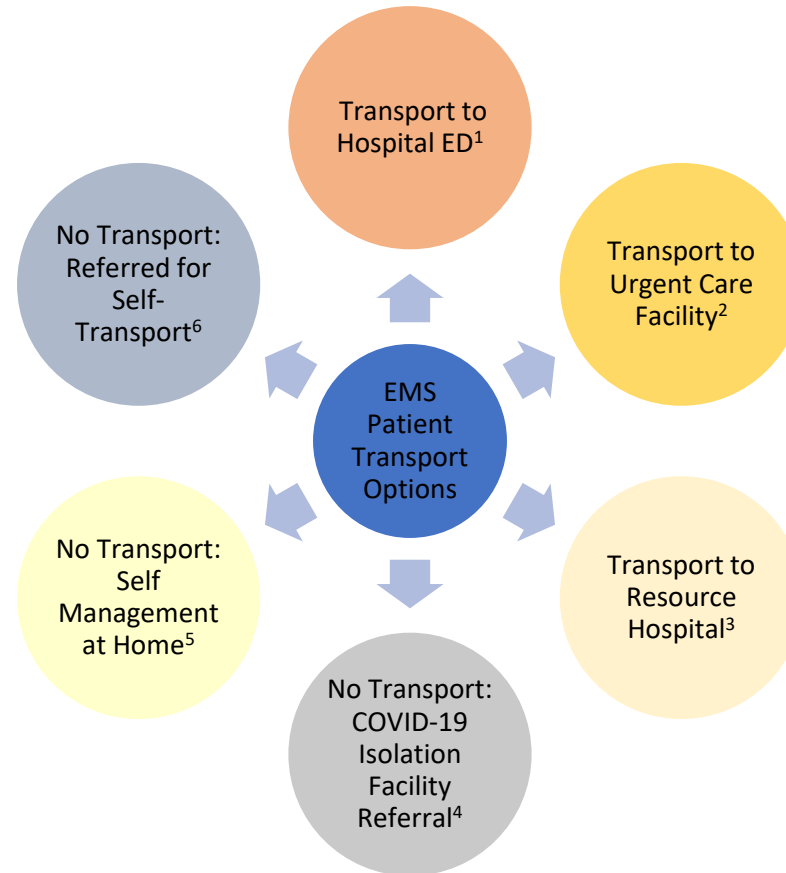 Transport to
Hospital ED¹
Transport to
Urgent Care
Facility²
Transport to
Resource
Hospital³
No Transport:
COVID-19
Isolation
Facility
Referral⁴
No Transport:
Self
Management
at Home⁵
No Transport:
Referred for
Self-
Transport⁶
EMS
Patient
Transport
Options